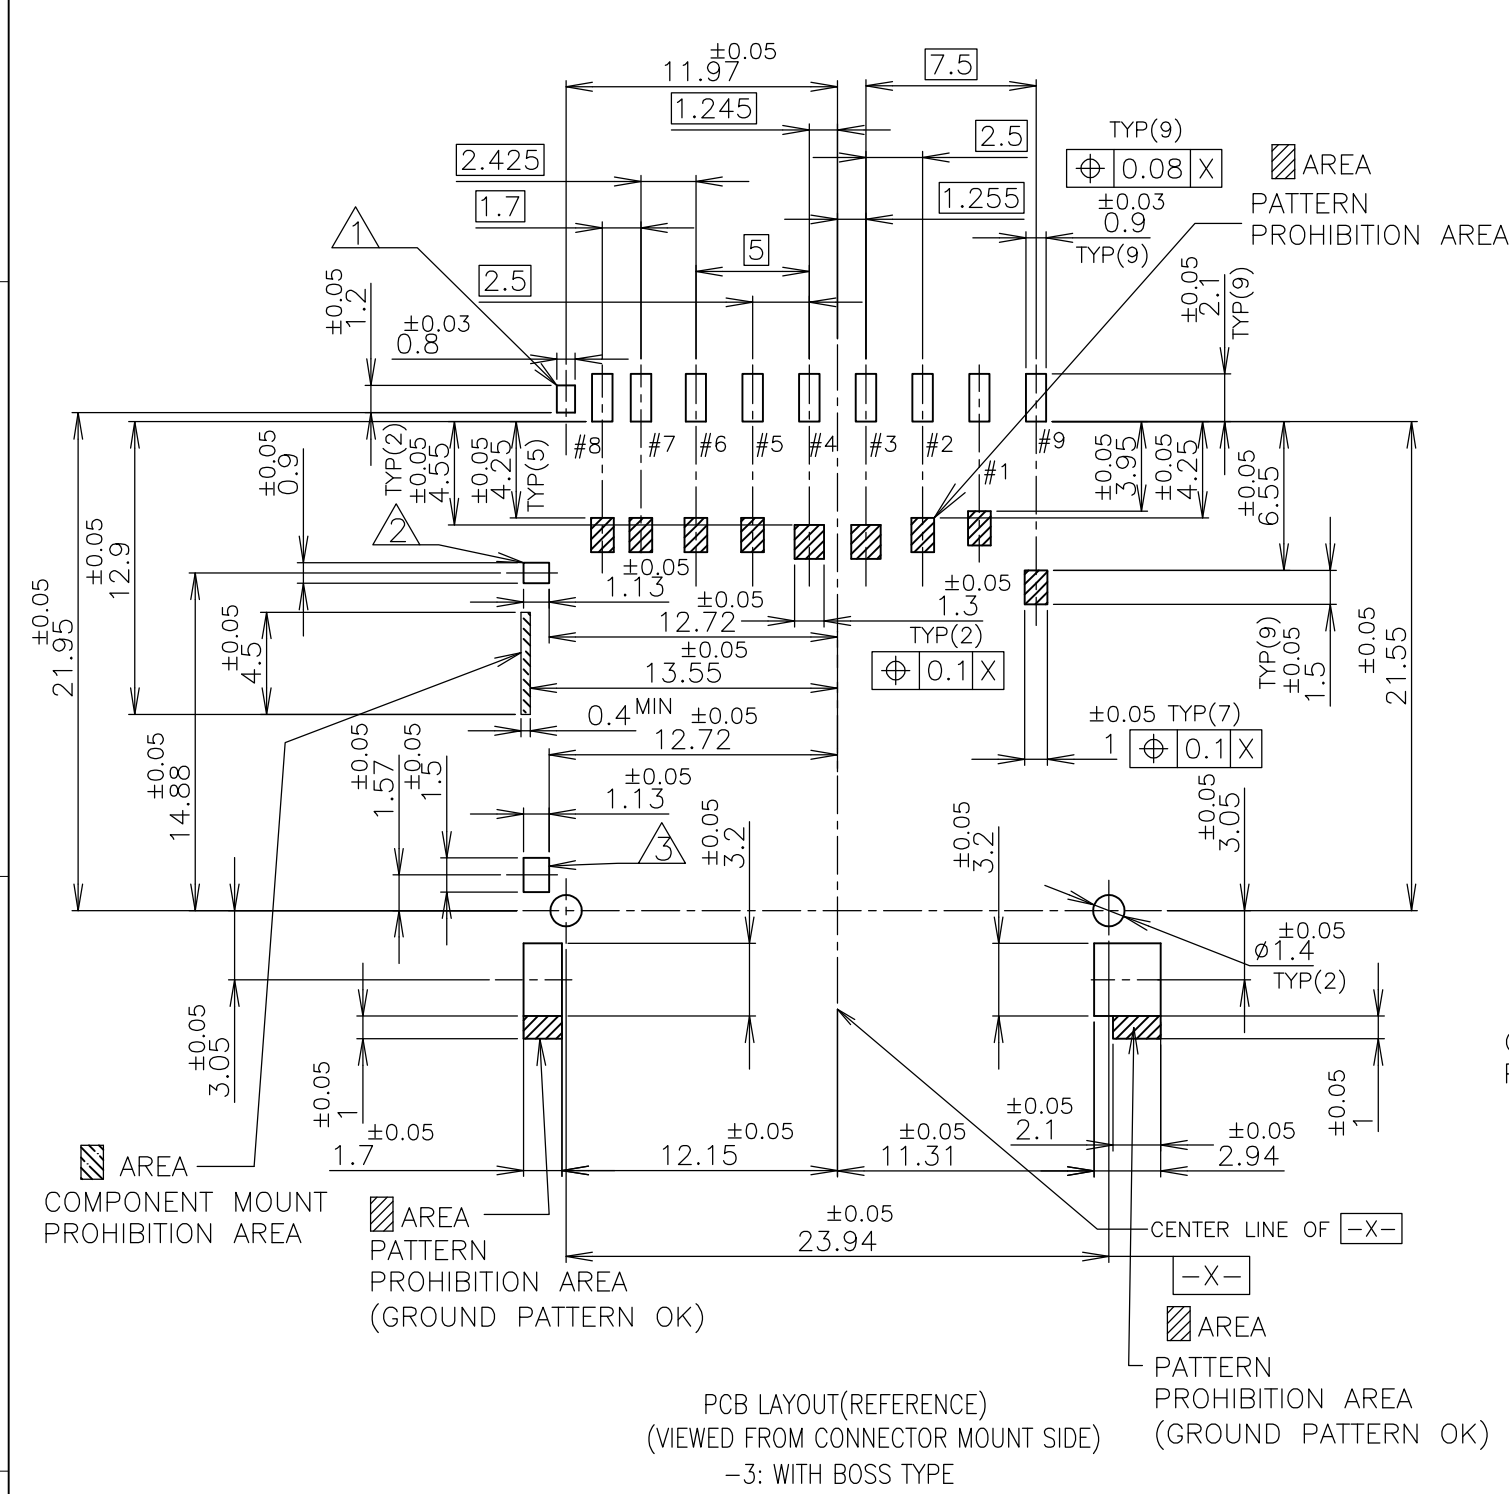 ±0.05
11.97
7.5
1.245
2.5
TYP(9)
⌖ 0.08 X
AREA
PATTERN
PROHIBITION AREA
2.425
1.7
1.255
±0.03
0.9
TYP(9)
1
5
2.5
±0.05
1.2
±0.03
0.8
±0.05
2.1
TYP(9)
#8
#7
#6
#5
#4
#3
#2
#1
#9
±0.05
0.9
TYP(2)
±0.05
4.55
±0.05
4.25
TYP(5)
±0.05
3.95
±0.05
4.25
±0.05
6.55
2
±0.05
12.9
±0.05
21.95
±0.05
4.5
±0.05
1.13
±0.05
12.72
±0.05
13.55
0.4 MIN
±0.05
12.72
±0.05
1.3
TYP(2)
⌖ 0.1 X
TYP(9)
±0.05
1.5
±0.05
21.55
±0.05 TYP(7)
1
⌖ 0.1 X
±0.05
14.88
±0.05
1.57
±0.05
1.5
±0.05
1.13
3
±0.05
3.2
±0.05
3.2
±0.05
3.05
±0.05
ø1.4
TYP(2)
±0.05
3.05
±0.05
1
±0.05
1.7
±0.05
12.15
±0.05
11.31
±0.05
2.1
±0.05
2.94
±0.05
1
AREA
COMPONENT MOUNT
PROHIBITION AREA
AREA
PATTERN
PROHIBITION AREA
(GROUND PATTERN OK)
±0.05
23.94
CENTER LINE OF -X-
-X-
AREA
PATTERN
PROHIBITION AREA
(GROUND PATTERN OK)
PCB LAYOUT(REFERENCE)
(VIEWED FROM CONNECTOR MOUNT SIDE)
-3: WITH BOSS TYPE